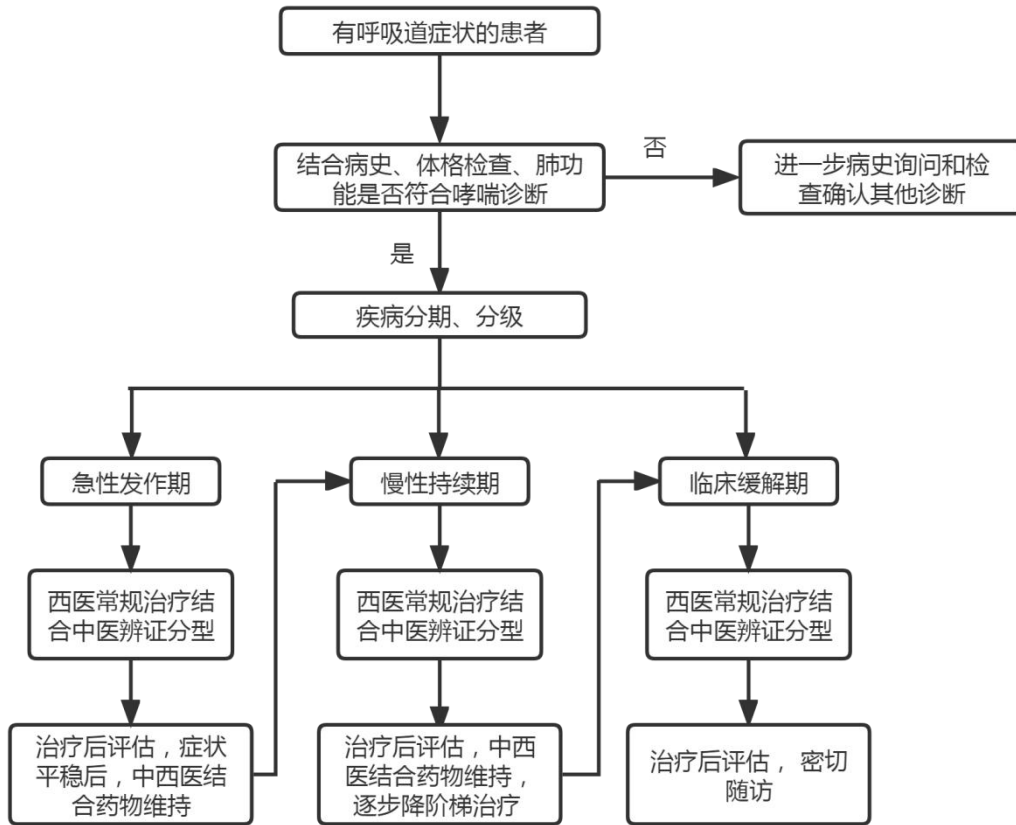 有呼吸道症状的患者
结合病史、体格检查、肺功
能是否符合哮喘诊断
否
进一步病史询问和检
查确认其他诊断
是
疾病分期、分级
急性发作期
慢性持续期
临床缓解期
西医常规治疗结
合中医辨证分型
西医常规治疗结
合中医辨证分型
西医常规治疗结
合中医辨证分型
治疗后评估，症状
平稳后，中西医结
合药物维持
治疗后评估，中西
医结合药物维持，
逐步降阶梯治疗
治疗后评估， 密切
随访